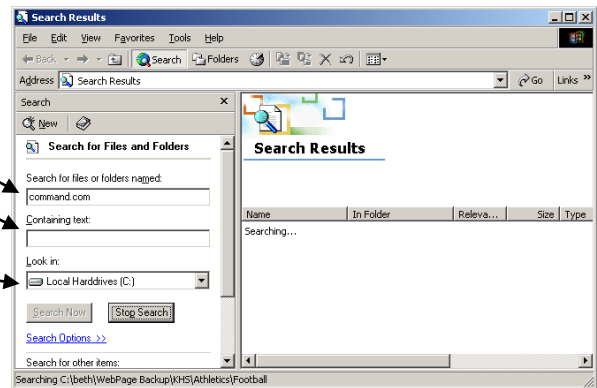 Search Results
File Edit View Favorites Tools Help
Back Search Folders
Address Search Results Go Links »
Search
New
Search for Files and Folders
Search for files or folders named:
command.com
Containing text:
Look in:
Local Harddrives (C:)
Search Now Stop Search
Search Options >>
Search for other items:
Search Results
Name In Folder Releva... Size Type
Searching...
Searching C:\beth\WebPage Backup\KHS\Athletics\Football